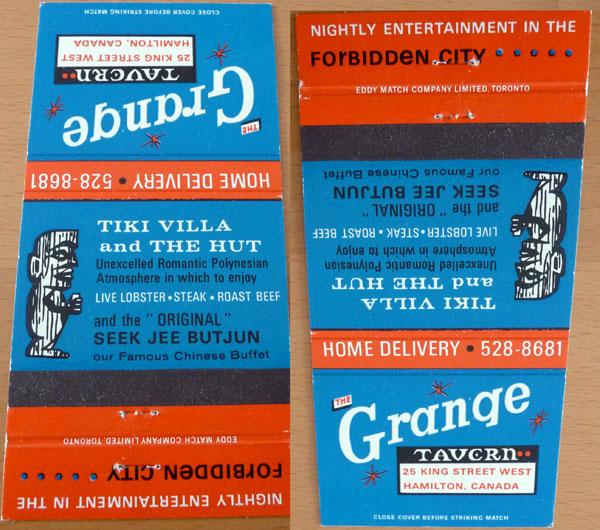 CLOSE COVER BEFORE STRIKING MATCH
THE
Grange
TAVERN
25 KING STREET WEST
HAMILTON, CANADA
HOME DELIVERY • 528-8681
TIKI VILLA
and THE HUT
Unexcelled Romantic Polynesian
Atmosphere in which to enjoy
LIVE LOBSTER • STEAK • ROAST BEEF
and the "ORIGINAL"
SEEK JEE BUTJUN
our Famous Chinese Buffet
EDDY MATCH COMPANY LIMITED, TORONTO
NIGHTLY ENTERTAINMENT IN THE
FORBIDDEN CITY • • • • •
NIGHTLY ENTERTAINMENT IN THE
FORBIDDEN CITY • • • • •
EDDY MATCH COMPANY LIMITED, TORONTO
TIKI VILLA
and THE HUT
Unexcelled Romantic Polynesian
Atmosphere in which to enjoy
LIVE LOBSTER • STEAK • ROAST BEEF
and the "ORIGINAL"
SEEK JEE BUTJUN
our Famous Chinese Buffet
HOME DELIVERY • 528-8681
THE
Grange
TAVERN
25 KING STREET WEST
HAMILTON, CANADA
CLOSE COVER BEFORE STRIKING MATCH